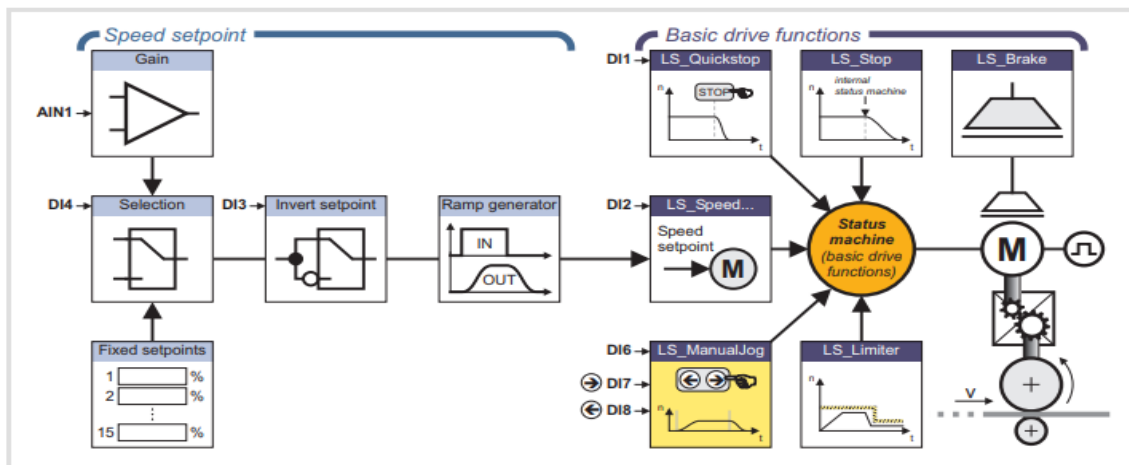 Speed setpoint
Basic drive functions
Gain
AIN1
DI1
LS_Quickstop
n
STOP
t
LS_Stop
internal
status machine
n
t
LS_Brake
DI4
Selection
DI3
Invert setpoint
Ramp generator
IN
OUT
t
DI2
LS_Speed...
Speed
setpoint
M
Status
machine
(basic drive
functions)
M
Fixed setpoints
1 %
2 %
⋮
15 %
DI6
LS_ManualJog
DI7
DI8
n
t
LS_Limiter
n
t
v